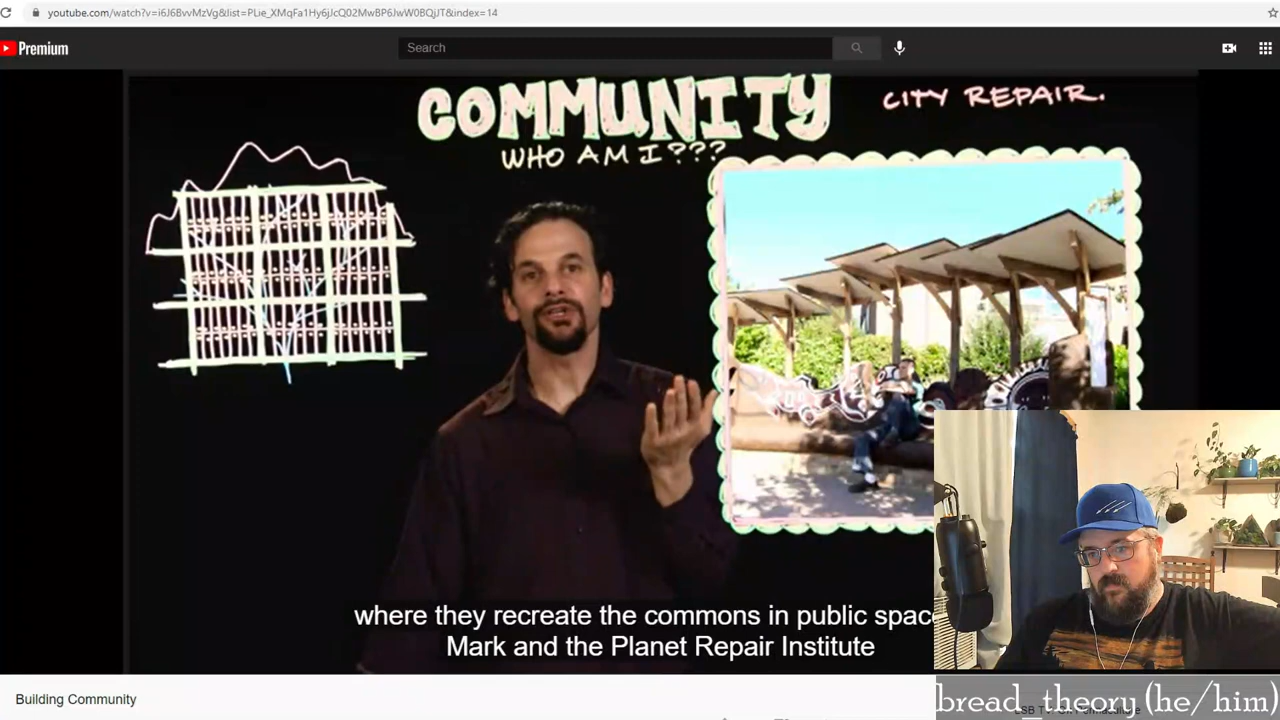 youtube.com/watch?v=i6J6BvvMzVg&list=PLie_XMqFa1Hy6jJcQ02MwBP6JwW0BQjJT&index=14
Premium
Search
COMMUNITY
CITY REPAIR.
WHO AM I???
where they recreate the commons in public space
Mark and the Planet Repair Institute
Building Community
bread_theory (he/him)